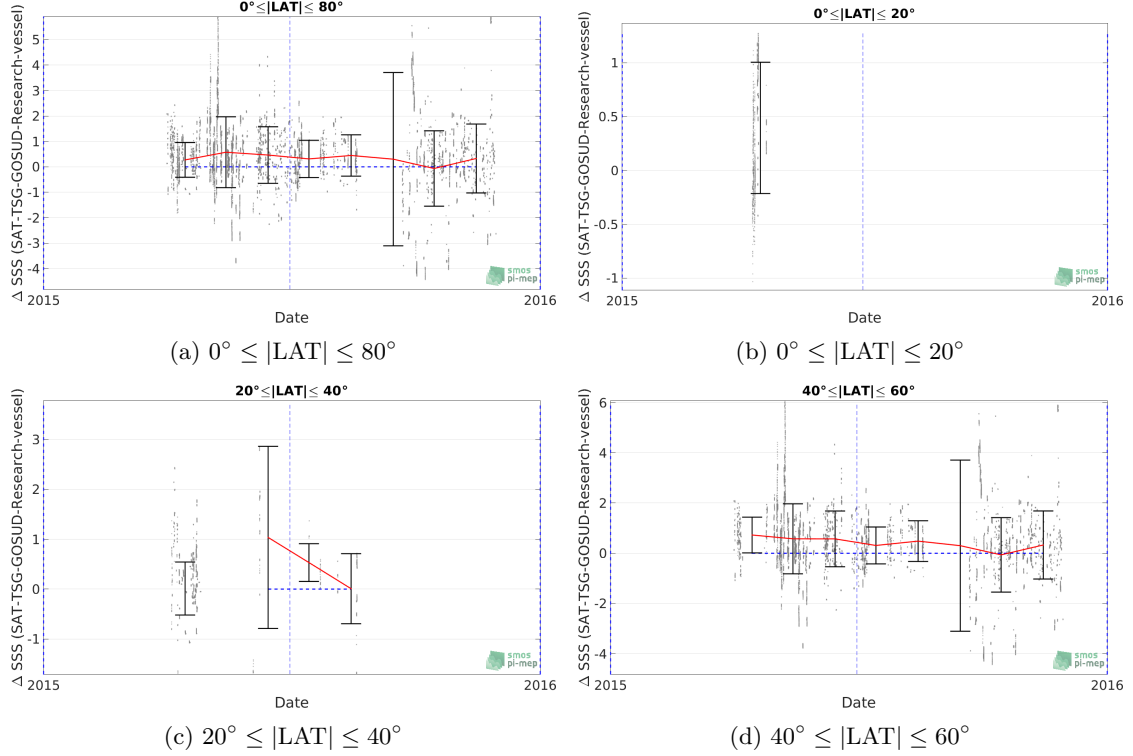 0°≤|LAT|≤ 80°
Δ SSS (SAT-TSG-GOSUD-Research-vessel)
5
4
3
2
1
0
-1
-2
-3
-4
2015
2016
Date
smos
pi-mep
(a) 0° ≤ |LAT| ≤ 80°
0°≤|LAT|≤ 20°
Δ SSS (SAT-TSG-GOSUD-Research-vessel)
1
0.5
0
-0.5
-1
2015
2016
Date
smos
pi-mep
(b) 0° ≤ |LAT| ≤ 20°
20°≤|LAT|≤ 40°
Δ SSS (SAT-TSG-GOSUD-Research-vessel)
3
2
1
0
-1
2015
2016
Date
smos
pi-mep
(c) 20° ≤ |LAT| ≤ 40°
40°≤|LAT|≤ 60°
Δ SSS (SAT-TSG-GOSUD-Research-vessel)
6
4
2
0
-2
-4
2015
2016
Date
smos
pi-mep
(d) 40° ≤ |LAT| ≤ 60°